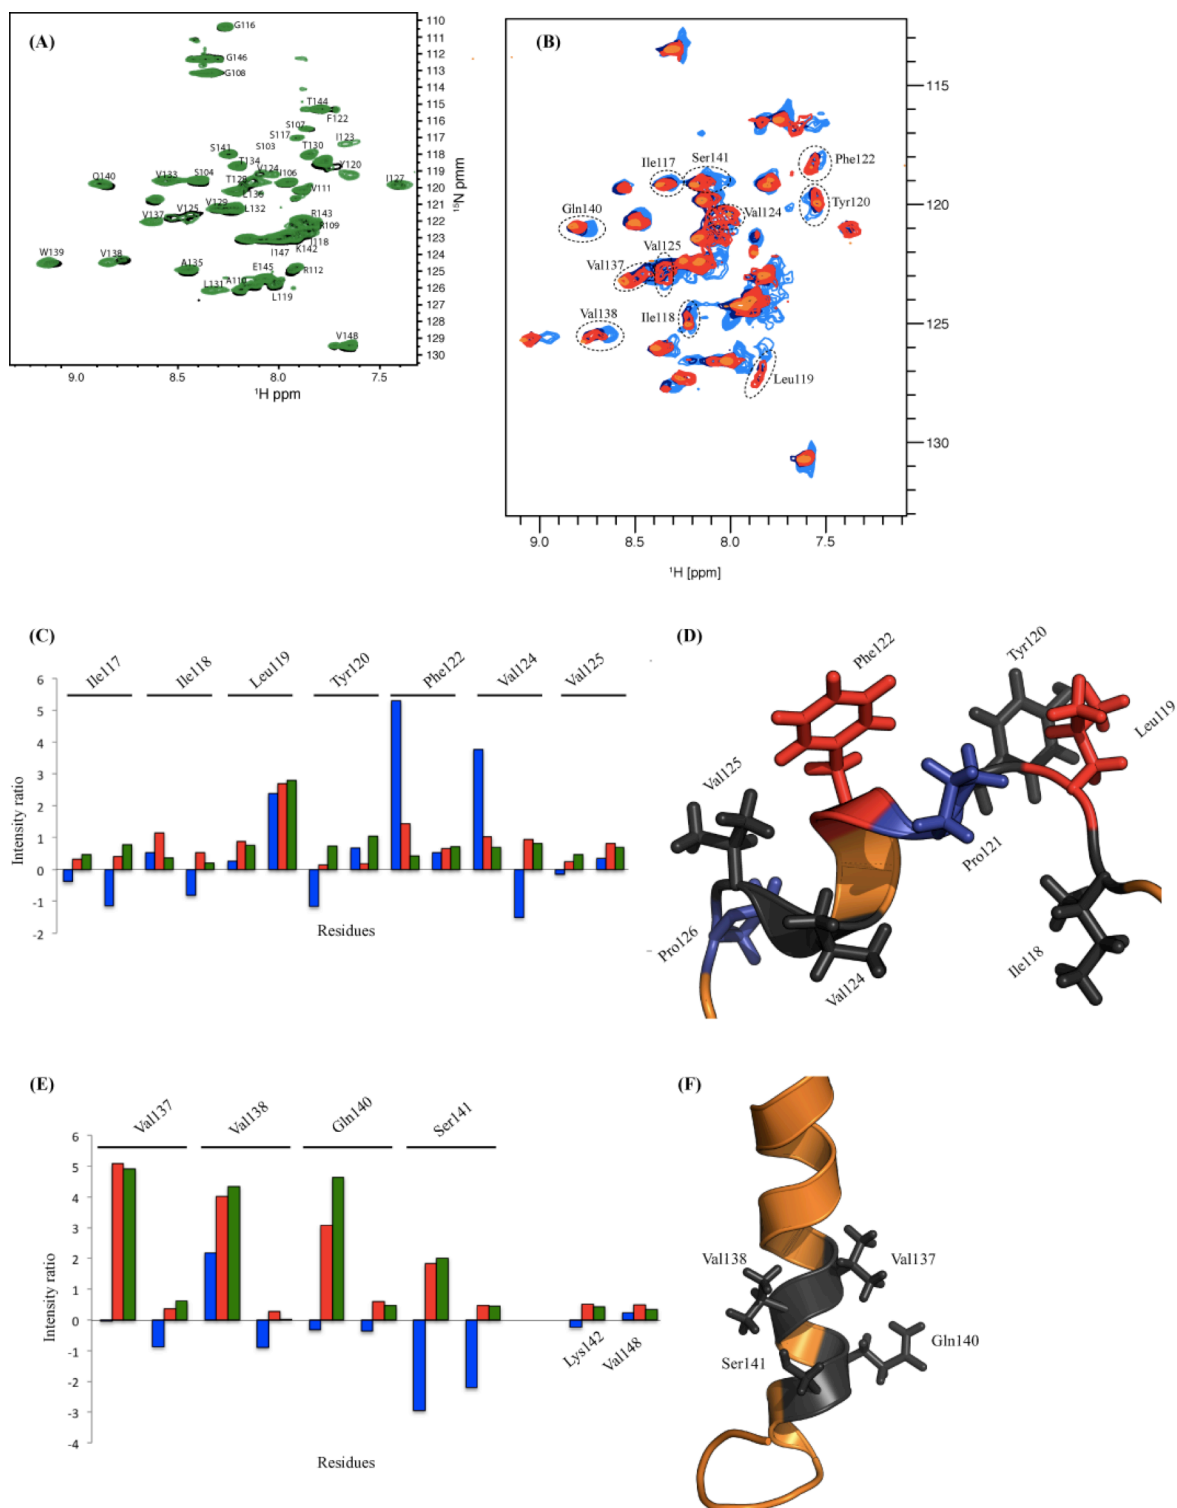 (A)
G116
G146
G108
T144
F122
S107
S117
I123
S103
T130
S141
T134
V124
Y120
Q140
V133
S104
T128
I106
I127
V111
L136
V129
L132
V125
V137
R143
R109
I118
K142
I147
W139
V138
A135
E145
R112
A110
L131
L119
V148
110
111
112
113
114
115
116
117
118
119
120
121
122
123
124
125
126
127
128
129
130
¹⁵N pmm
9.0
8.5
8.0
7.5
¹H ppm
(B)
Ile117
Ser141
Phe122
Gln140
Val124
Tyr120
Val125
Val137
Val138
Ile118
Leu119
115
120
125
130
9.0
8.5
8.0
7.5
¹H [ppm]
(C)
Ile117
Ile118
Leu119
Tyr120
Phe122
Val124
Val125
6
5
4
3
2
1
0
-1
-2
Intensity ratio
Residues
(D)
Phe122
Tyr120
Leu119
Val125
Pro121
Pro126
Val124
Ile118
(E)
Val137
Val138
Gln140
Ser141
6
5
4
3
2
1
0
-1
-2
-3
-4
Intensity ratio
Lys142
Val148
Residues
(F)
Val138
Val137
Gln140
Ser141